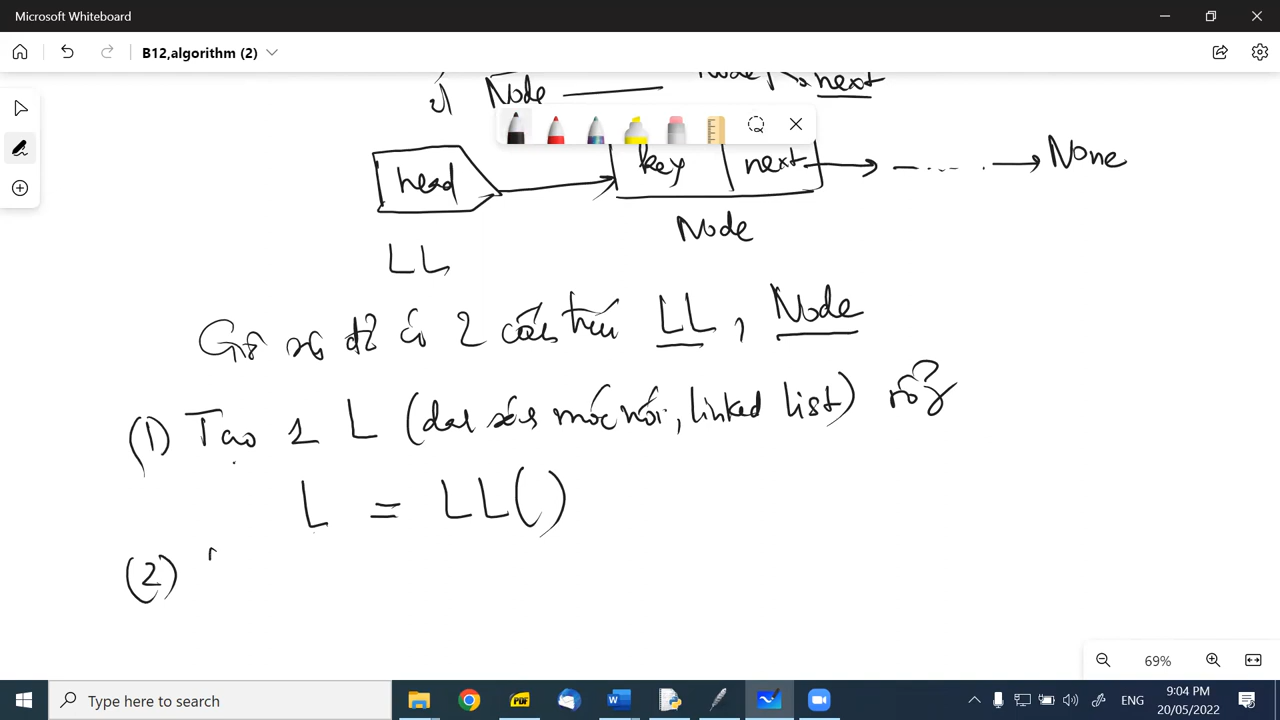 Microsoft Whiteboard
B12,algorithm (2)
Node next
head key next None
Node
LL
Giả sử đã có 2 cấu trúc LL, Node
(1) Tạo 1 L (danh sách móc nối, linked list) rỗng
L = LL()
(2)
69%
Type here to search
ENG
9:04 PM
20/05/2022